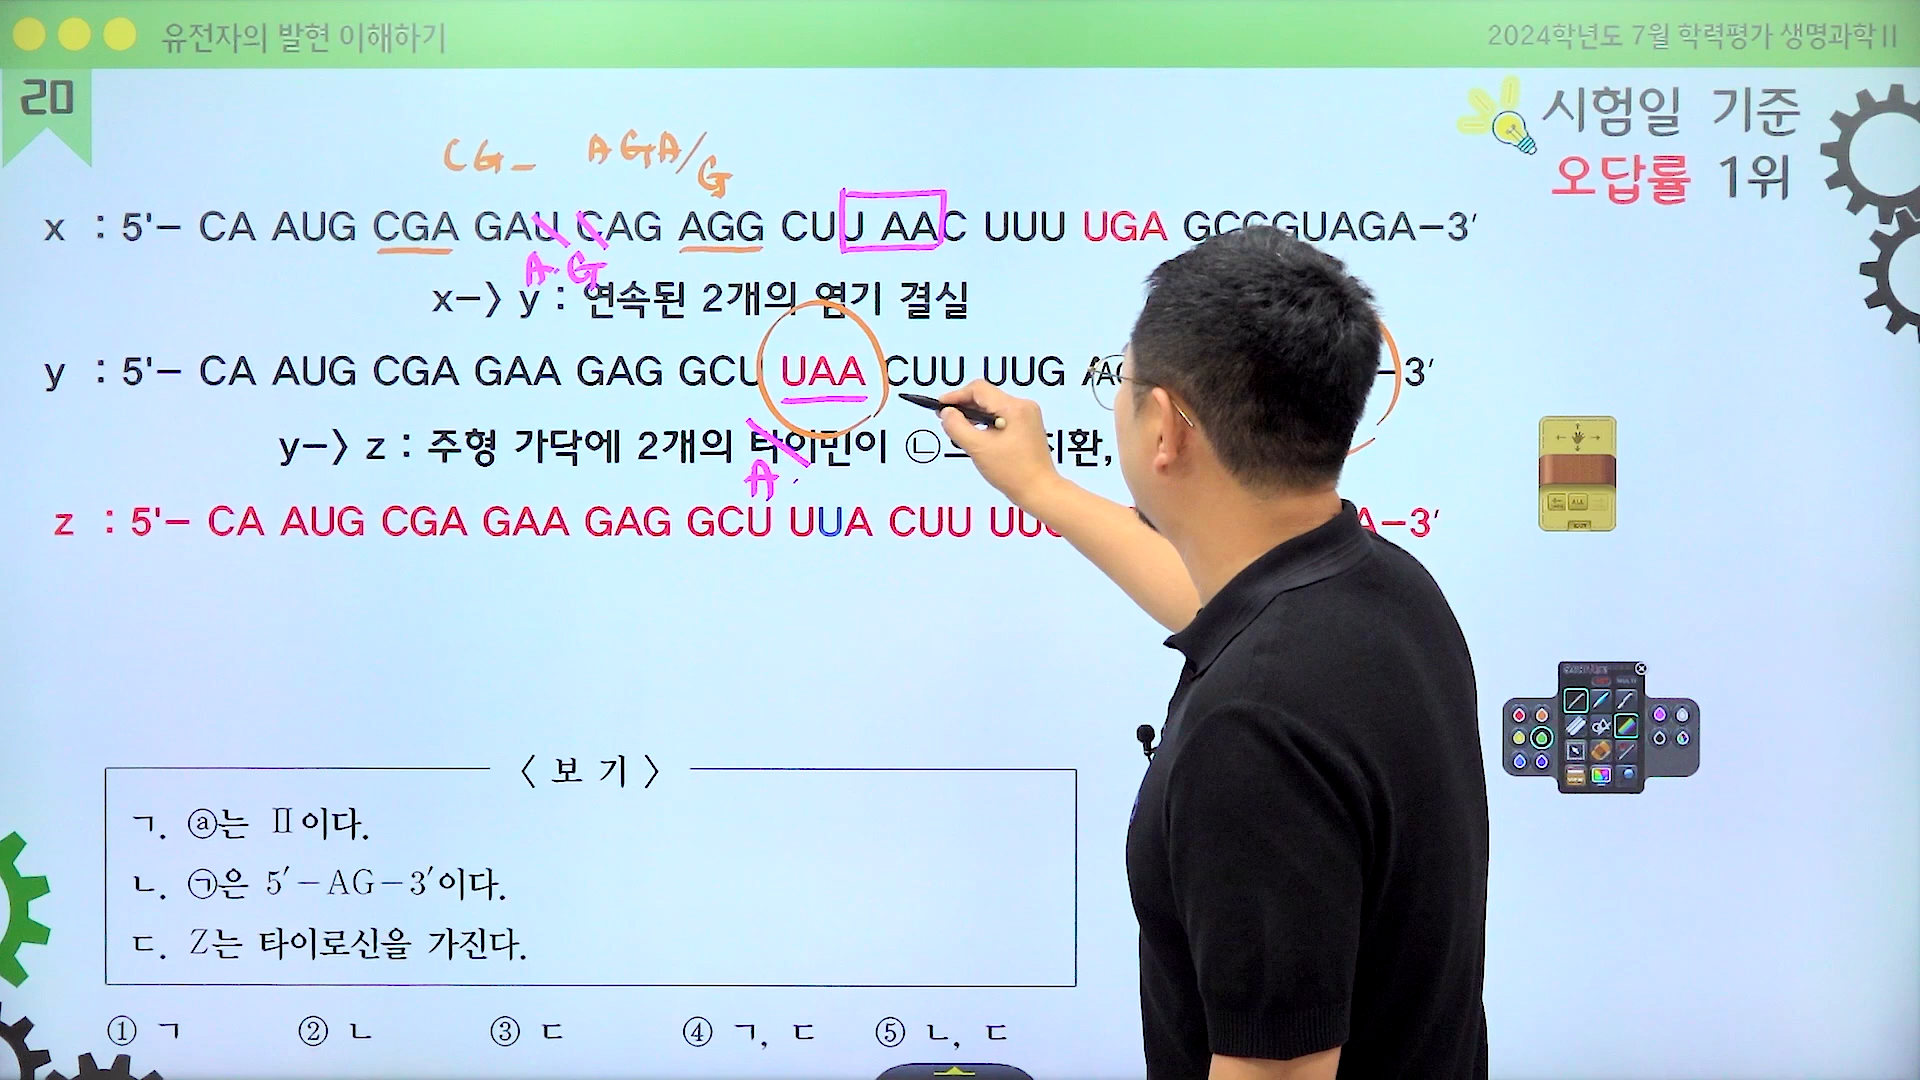 유전자의 발현 이해하기
2024학년도 7월 학력평가 생명과학Ⅱ
20
시험일 기준
오답률 1위
CG_ AGA/G
x : 5'- CA AUG CGA GAU CAG AGG CUU AAC UUU UGA GCGGUAGA-3'
A G
x-> y : 연속된 2개의 염기 결실
y : 5'- CA AUG CGA GAA GAG GCU UAA CUU UUG -3'
y-> z : 주형 가닥에 2개의 타이민이 ㉡
A
z : 5'- CA AUG CGA GAA GAG GCU UUA CUU A-3'
〈 보 기 〉
ㄱ. ⓐ는 Ⅱ이다.
ㄴ. ㉠은 5'-AG-3'이다.
ㄷ. Z는 타이로신을 가진다.
① ㄱ ② ㄴ ③ ㄷ ④ ㄱ, ㄷ ⑤ ㄴ, ㄷ